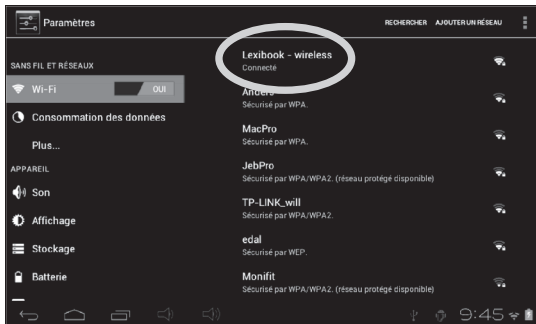 Paramètres
RECHERCHER AJOUTER UN RÉSEAU
SANS FIL ET RÉSEAUX
Wi-Fi
OUI
Consommation des données
Plus...
APPAREIL
Son
Affichage
Stockage
Batterie
Lexibook - wireless
Connecté
Anders
Sécurisé par WPA.
MacPro
Sécurisé par WPA.
JebPro
Sécurisé par WPA/WPA2. (réseau protégé disponible)
TP-LINK_will
Sécurisé par WPA/WPA2.
edal
Sécurisé par WEP.
Monifit
Sécurisé par WPA/WPA2. (réseau protégé disponible)
9:45